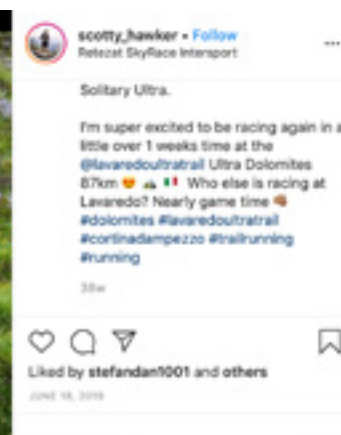 scotty_hawker • Follow
Retezat SkyRace Intersport
Solitary Ultra.
I'm super excited to be racing again in a
little over 1 weeks time at the
@lavaredoultratrail Ultra Dolomites
87km 😍 ⛰ 🇮🇹 Who else is racing at
Lavaredo? Nearly game time 👊
#dolomites #lavaredoultratrail
#cortinadampezzo #trailrunning
#running
38w
Liked by stefandan1001 and others
JUNE 18, 2019